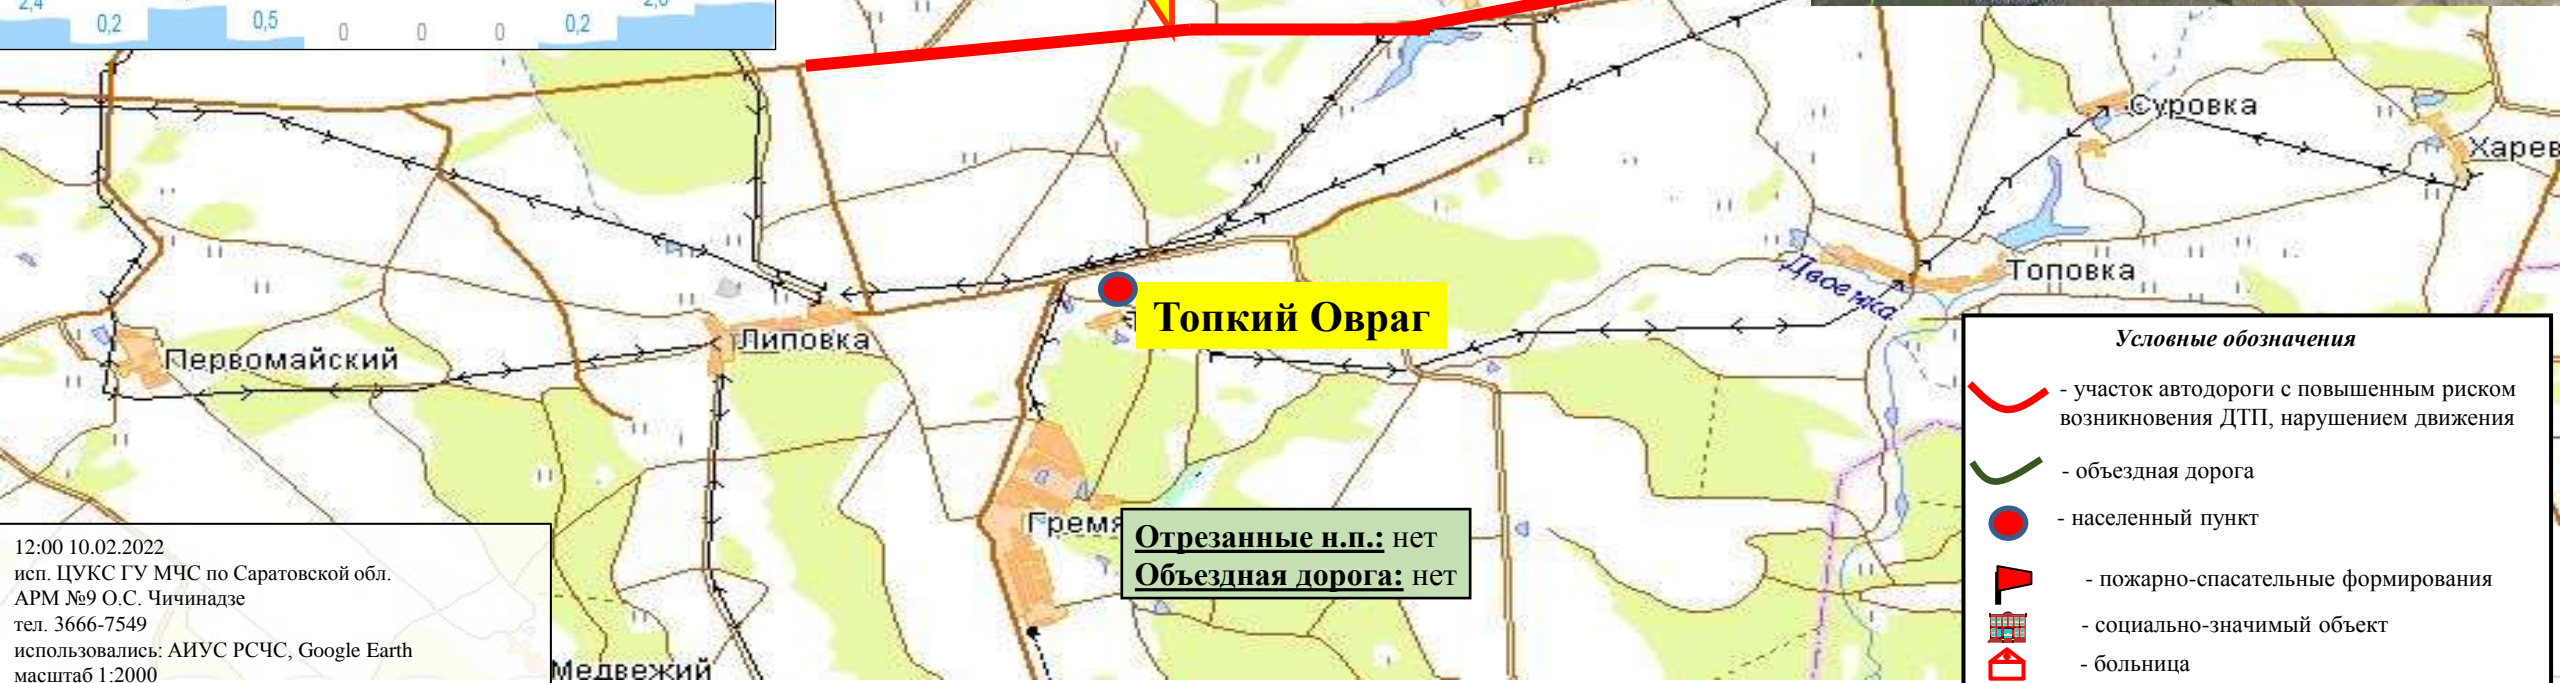 0,2
0,5
0
0
0
0,2
Суровка
Топовка
Двоенка
Топкий Овраг
Липовка
Первомайский
Условные обозначения
- участок автодороги с повышенным риском
возникновения ДТП, нарушением движения
- объездная дорога
- населенный пункт
- пожарно-спасательные формирования
- социально-значимый объект
- больница
Отрезанные н.п.: нет
Объездная дорога: нет
12:00 10.02.2022
исп. ЦУКС ГУ МЧС по Саратовской обл.
АРМ №9 О.С. Чичинадзе
тел. 3666-7549
использовались: АИУС РСЧС, Google Earth
масштаб 1:2000
Медвежий